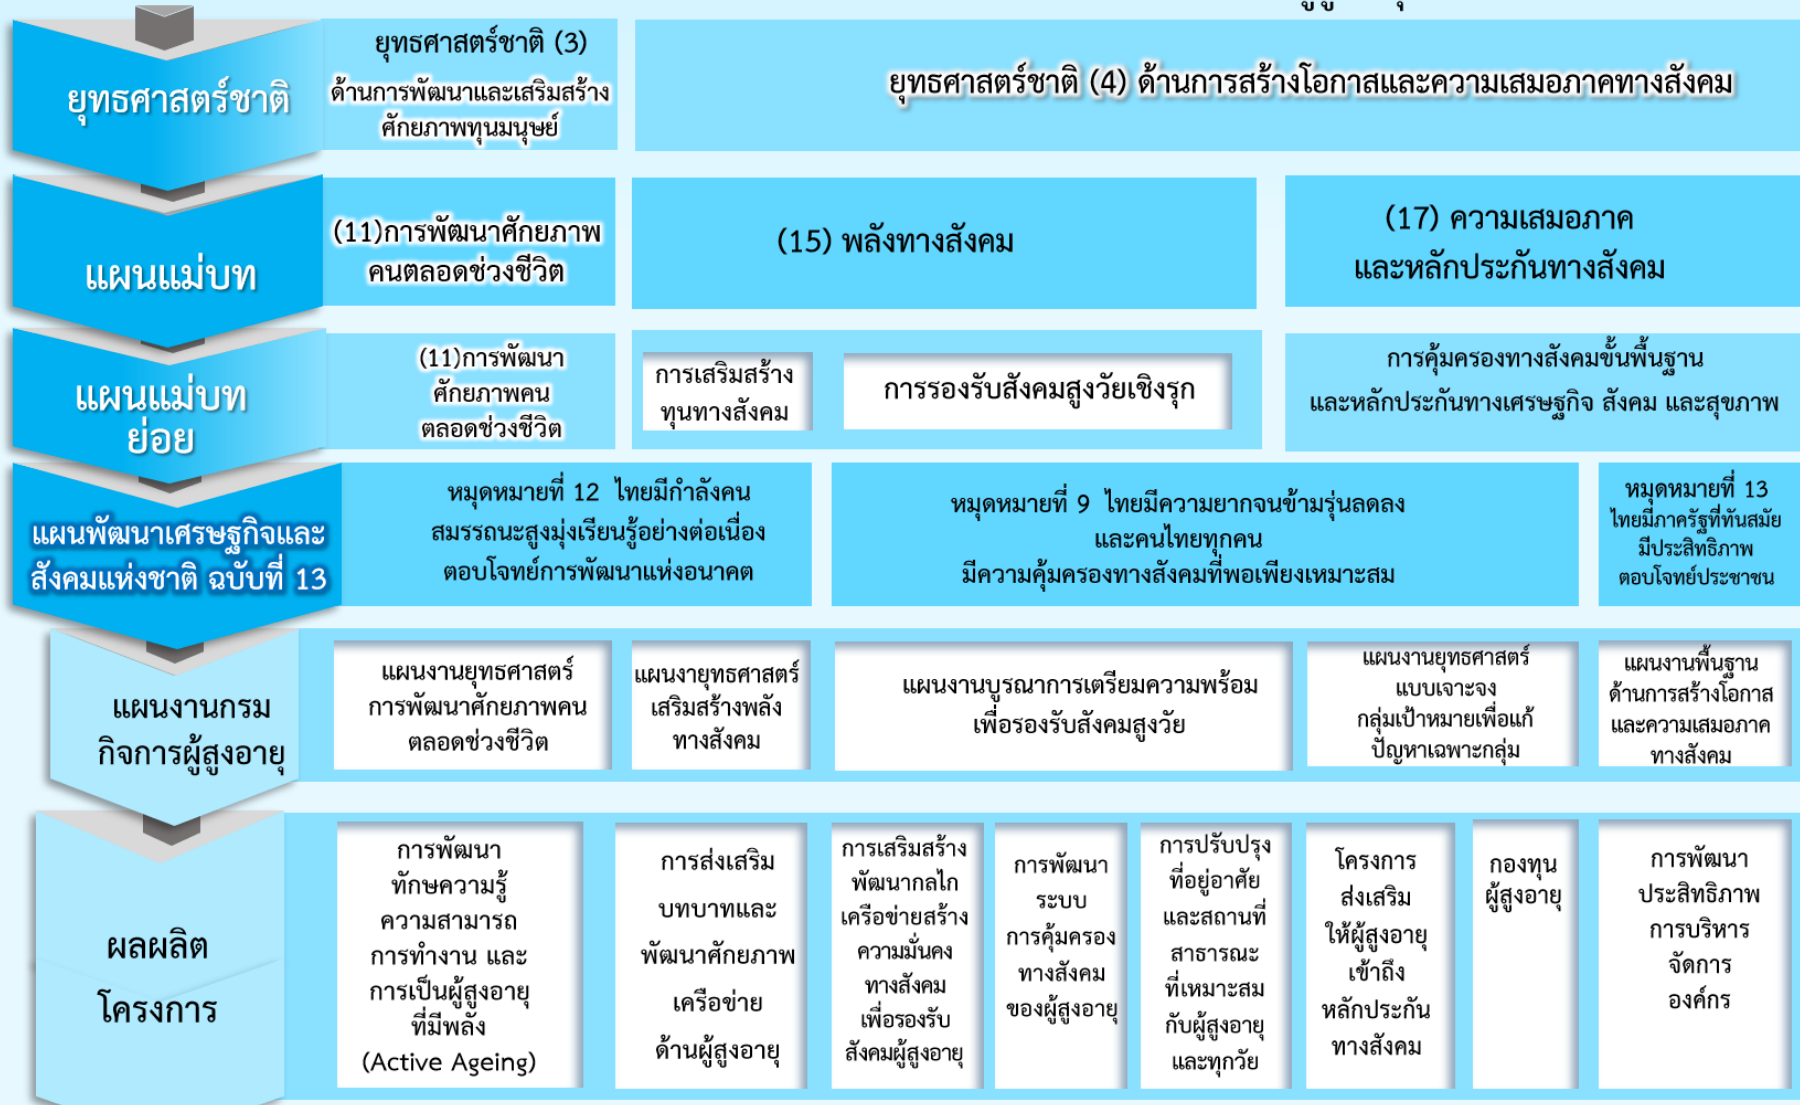 ยุทธศาสตร์ชาติ
ยุทธศาสตร์ชาติ (3)
ด้านการพัฒนาและเสริมสร้าง
ศักยภาพทุนมนุษย์
ยุทธศาสตร์ชาติ (4) ด้านการสร้างโอกาสและความเสมอภาคทางสังคม
แผนแม่บท
(11)การพัฒนาศักยภาพ
คนตลอดช่วงชีวิต
(15) พลังทางสังคม
(17) ความเสมอภาค
และหลักประกันทางสังคม
แผนแม่บท
ย่อย
(11)การพัฒนา
ศักยภาพคน
ตลอดช่วงชีวิต
การเสริมสร้าง
ทุนทางสังคม
การรองรับสังคมสูงวัยเชิงรุก
การคุ้มครองทางสังคมขั้นพื้นฐาน
และหลักประกันทางเศรษฐกิจ สังคม และสุขภาพ
แผนพัฒนาเศรษฐกิจและ
สังคมแห่งชาติ ฉบับที่ 13
หมุดหมายที่ 12 ไทยมีกำลังคน
สมรรถนะสูงมุ่งเรียนรู้อย่างต่อเนื่อง
ตอบโจทย์การพัฒนาแห่งอนาคต
หมุดหมายที่ 9 ไทยมีความยากจนข้ามรุ่นลดลง
และคนไทยทุกคน
มีความคุ้มครองทางสังคมที่พอเพียงเหมาะสม
หมุดหมายที่ 13
ไทยมีภาครัฐที่ทันสมัย
มีประสิทธิภาพ
ตอบโจทย์ประชาชน
แผนงานกรม
กิจการผู้สูงอายุ
แผนงานยุทธศาสตร์
การพัฒนาศักยภาพคน
ตลอดช่วงชีวิต
แผนงายุทธศาสตร์
เสริมสร้างพลัง
ทางสังคม
แผนงานบูรณาการเตรียมความพร้อม
เพื่อรองรับสังคมสูงวัย
แผนงานยุทธศาสตร์
แบบเจาะจง
กลุ่มเป้าหมายเพื่อแก้
ปัญหาเฉพาะกลุ่ม
แผนงานพื้นฐาน
ด้านการสร้างโอกาส
และความเสมอภาค
ทางสังคม
ผลผลิต
โครงการ
การพัฒนา
ทักษความรู้
ความสามารถ
การทำงาน และ
การเป็นผู้สูงอายุ
ที่มีพลัง
(Active Ageing)
การส่งเสริม
บทบาทและ
พัฒนาศักยภาพ
เครือข่าย
ด้านผู้สูงอายุ
การเสริมสร้าง
พัฒนากลไก
เครือข่ายสร้าง
ความมั่นคง
ทางสังคม
เพื่อรองรับ
สังคมผู้สูงอายุ
การพัฒนา
ระบบ
การคุ้มครอง
ทางสังคม
ของผู้สูงอายุ
การปรับปรุง
ที่อยู่อาศัย
และสถานที่
สาธารณะ
ที่เหมาะสม
กับผู้สูงอายุ
และทุกวัย
โครงการ
ส่งเสริม
ให้ผู้สูงอายุ
เข้าถึง
หลักประกัน
ทางสังคม
กองทุน
ผู้สูงอายุ
การพัฒนา
ประสิทธิภาพ
การบริหาร
จัดการ
องค์กร